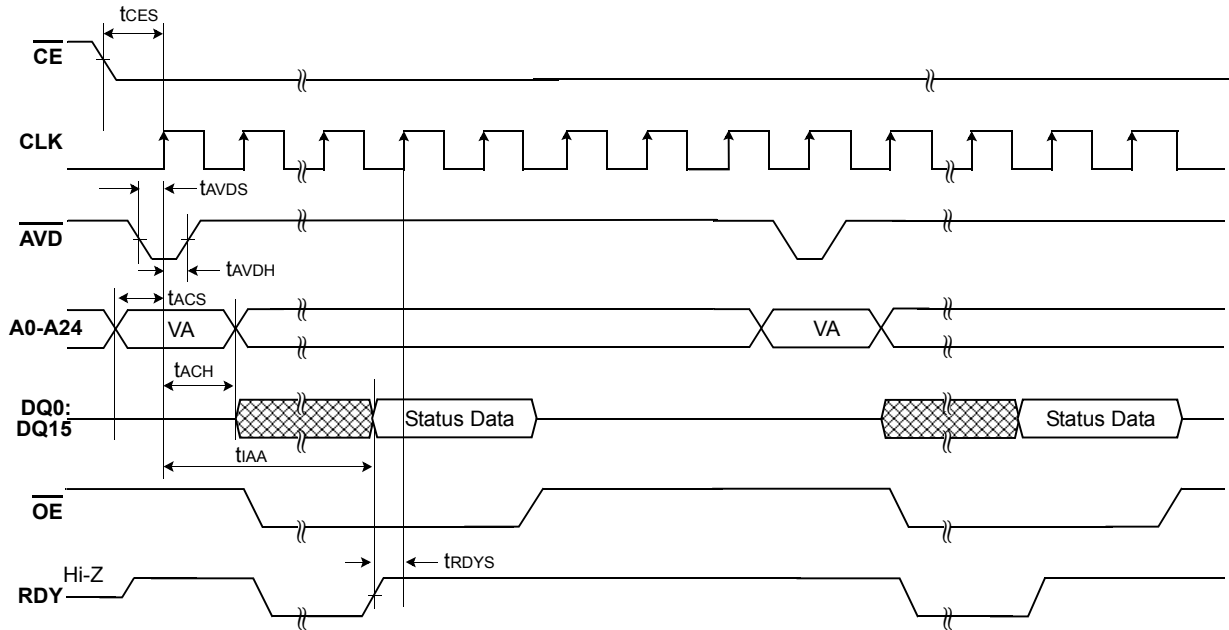 tCES
CE
CLK
tAVDS
AVD
tAVDH
tACS
A0-A24
VA
VA
tACH
DQ0:
DQ15
Status Data
Status Data
tIAA
OE
tRDYS
Hi-Z
RDY